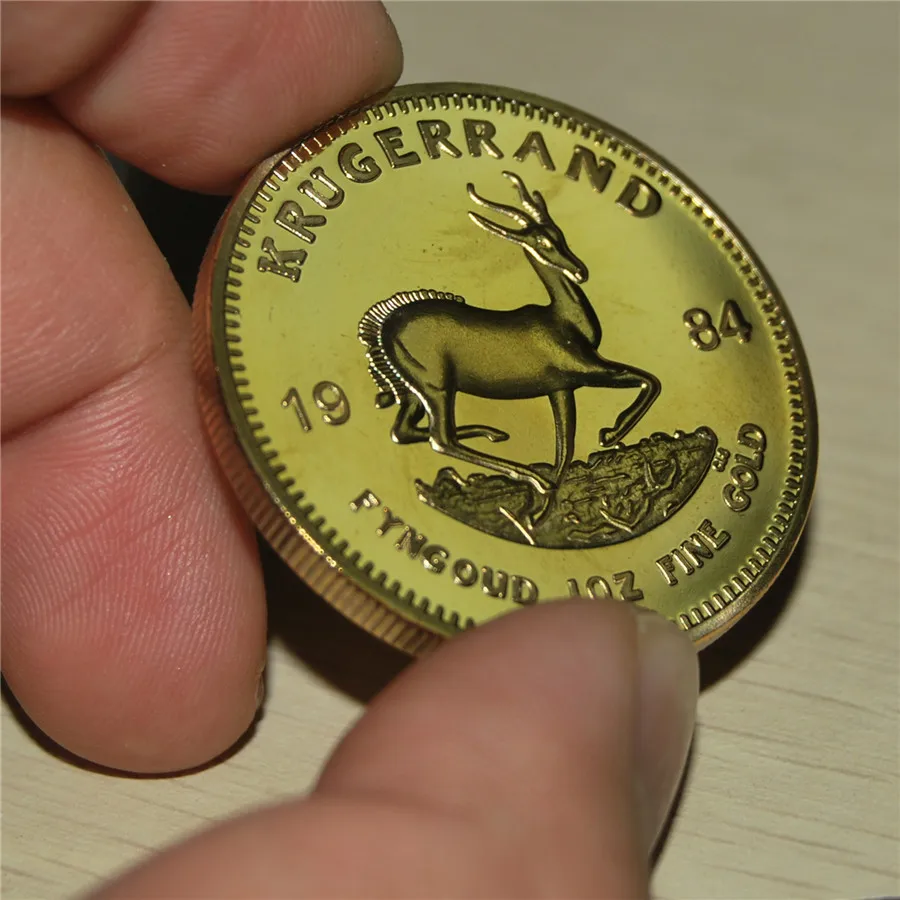 KRUGERRAND
19 84
FYNGOUD 1OZ FINE GOLD